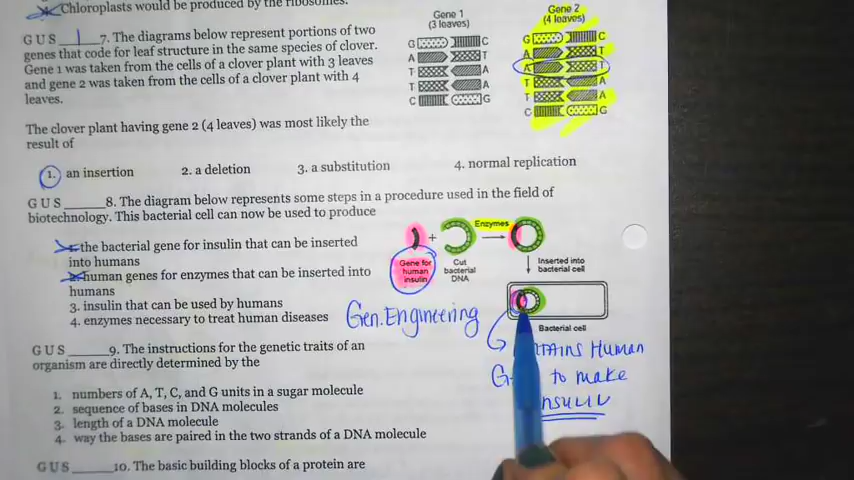 Chloroplasts would be produced by the ribosomes.
GUS 1 7. The diagrams below represent portions of two
genes that code for leaf structure in the same species of clover.
Gene 1 was taken from the cells of a clover plant with 3 leaves
and gene 2 was taken from the cells of a clover plant with 4
leaves.
Gene 1
(3 leaves)
G C
A T
T A
T A
C G
Gene 2
(4 leaves)
G C
A T
A T
T A
T A
C G
The clover plant having gene 2 (4 leaves) was most likely the
result of
1. an insertion 2. a deletion 3. a substitution 4. normal replication
GUS 8. The diagram below represents some steps in a procedure used in the field of
biotechnology. This bacterial cell can now be used to produce
1. the bacterial gene for insulin that can be inserted
into humans
2. human genes for enzymes that can be inserted into
humans
3. insulin that can be used by humans
4. enzymes necessary to treat human diseases
+ Enzymes
Gene for
human
insulin
Cut
bacterial
DNA
Inserted into
bacterial cell
Bacterial cell
Gen. Engineering
Human
to make
GUS 9. The instructions for the genetic traits of an
organism are directly determined by the
1. numbers of A, T, C, and G units in a sugar molecule
2. sequence of bases in DNA molecules
3. length of a DNA molecule
4. way the bases are paired in the two strands of a DNA molecule
GUS 10. The basic building blocks of a protein are